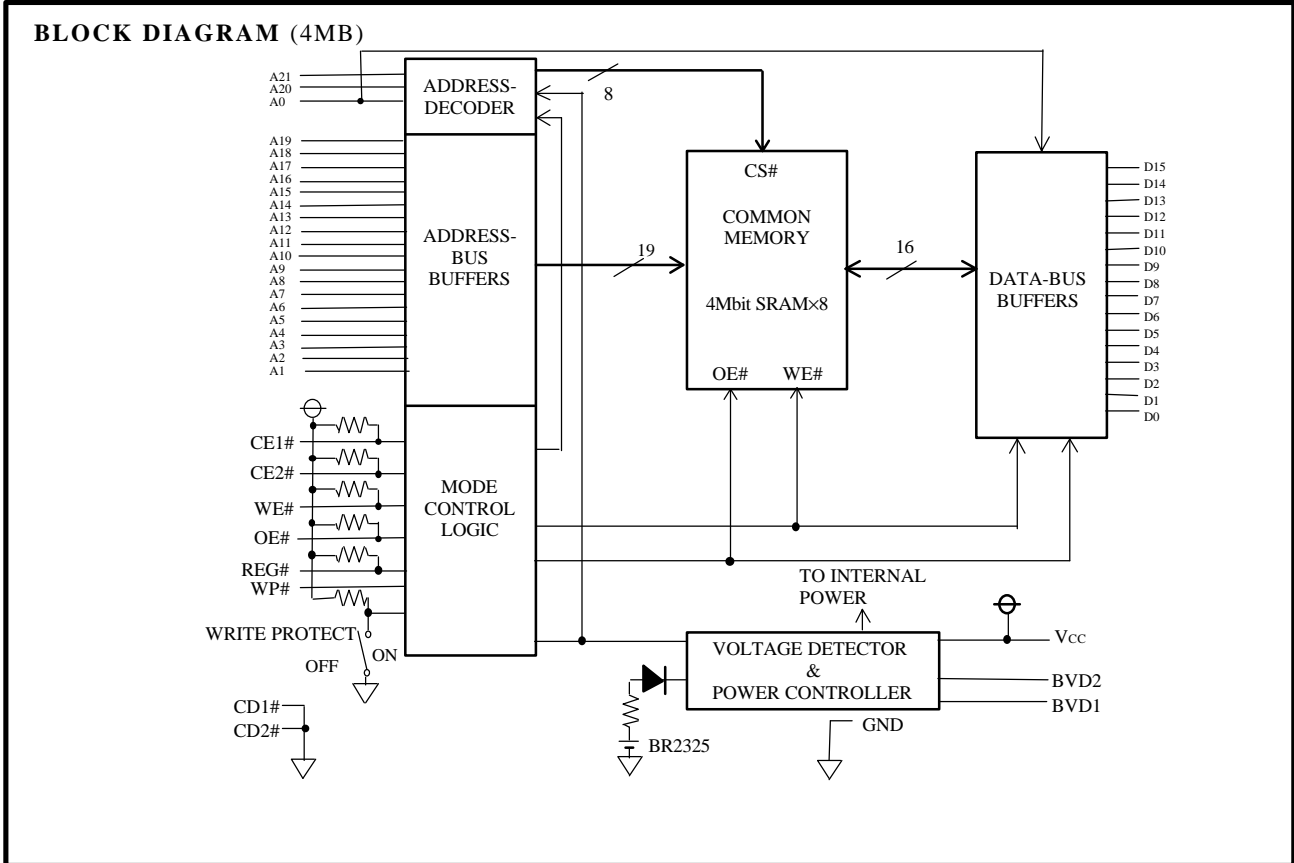 BLOCK DIAGRAM (4MB)
A21
A20
A0
ADDRESS-
DECODER
8
A19
A18
A17
A16
A15
A14
A13
A12
A11
A10
A9
A8
A7
A6
A5
A4
A3
A2
A1
ADDRESS-
BUS
BUFFERS
19
CS#
COMMON
MEMORY
4Mbit SRAM×8
OE# WE#
16
DATA-BUS
BUFFERS
D15
D14
D13
D12
D11
D10
D9
D8
D7
D6
D5
D4
D3
D2
D1
D0
CE1#
CE2#
WE#
OE#
REG#
WP#
MODE
CONTROL
LOGIC
WRITE PROTECT
OFF ON
CD1#
CD2#
TO INTERNAL
POWER
VOLTAGE DETECTOR
&
POWER CONTROLLER
VCC
BVD2
BVD1
GND
BR2325